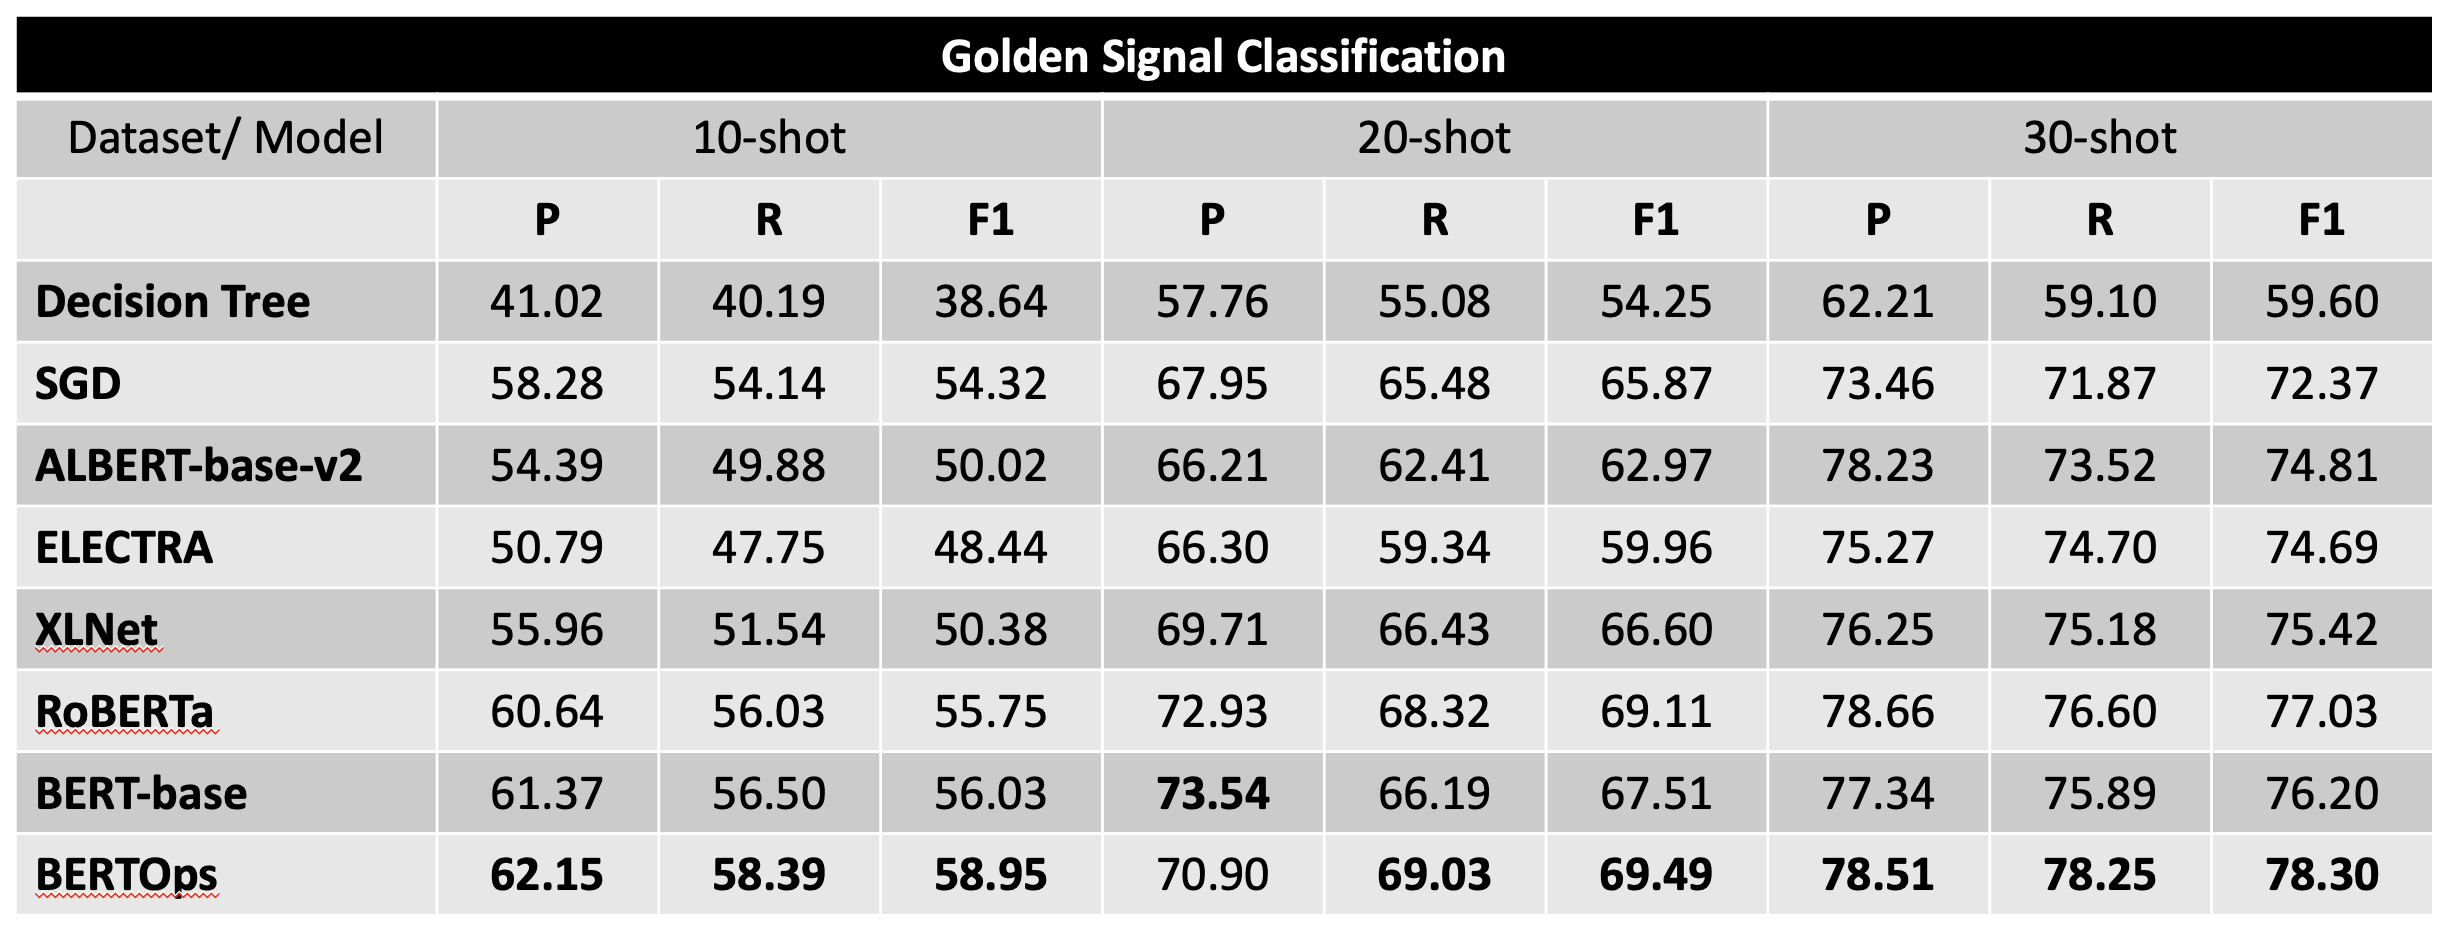 Golden Signal Classification
Dataset/ Model 10-shot 20-shot 30-shot
P R F1 P R F1 P R F1
Decision Tree 41.02 40.19 38.64 57.76 55.08 54.25 62.21 59.10 59.60
SGD 58.28 54.14 54.32 67.95 65.48 65.87 73.46 71.87 72.37
ALBERT-base-v2 54.39 49.88 50.02 66.21 62.41 62.97 78.23 73.52 74.81
ELECTRA 50.79 47.75 48.44 66.30 59.34 59.96 75.27 74.70 74.69
XLNet 55.96 51.54 50.38 69.71 66.43 66.60 76.25 75.18 75.42
RoBERTa 60.64 56.03 55.75 72.93 68.32 69.11 78.66 76.60 77.03
BERT-base 61.37 56.50 56.03 73.54 66.19 67.51 77.34 75.89 76.20
BERTOps 62.15 58.39 58.95 70.90 69.03 69.49 78.51 78.25 78.30